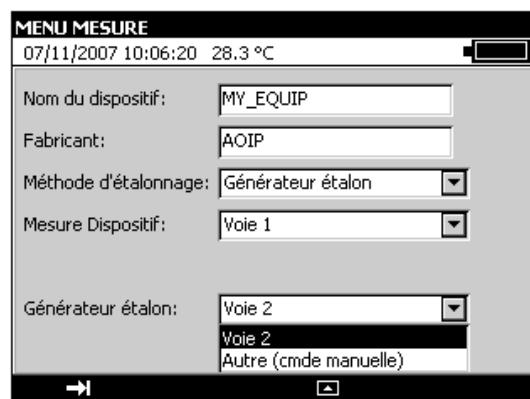 MENU MESURE
07/11/2007 10:06:20 28.3 °C
Nom du dispositif: MY_EQUIP
Fabricant: AOIP
Méthode d'étalonnage: Générateur étalon
Mesure Dispositif: Voie 1
Générateur étalon: Voie 2
Voie 2
Autre (cmde manuelle)